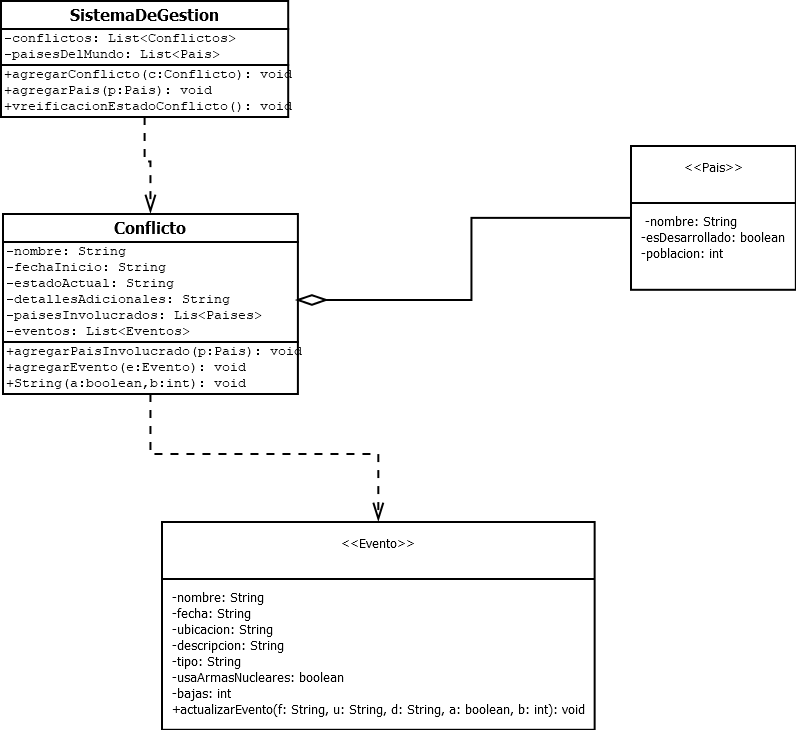 SistemaDeGestion
-conflictos: List<Conflictos>
-paisesDelMundo: List<Pais>
+agregarConflicto(c:Conflicto): void
+agregarPais(p:Pais): void
+vreificacionEstadoConflicto(): void
<<Pais>>
-nombre: String
-esDesarrollado: boolean
-poblacion: int
Conflicto
-nombre: String
-fechaInicio: String
-estadoActual: String
-detallesAdicionales: String
-paisesInvolucrados: Lis<Paises>
-eventos: List<Eventos>
+agregarPaisInvolucrado(p:Pais): void
+agregarEvento(e:Evento): void
+String(a:boolean,b:int): void
<<Evento>>
-nombre: String
-fecha: String
-ubicacion: String
-descripcion: String
-tipo: String
-usaArmasNucleares: boolean
-bajas: int
+actualizarEvento(f: String, u: String, d: String, a: boolean, b: int): void